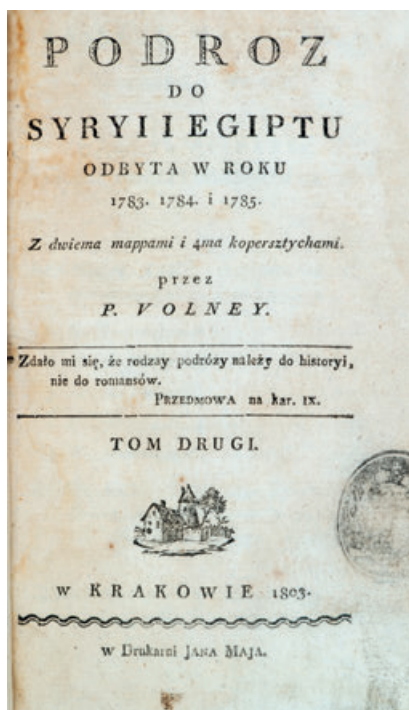 PODROZ
DO
SYRYI I EGIPTU
ODBYTA W ROKU
1783. 1784. i 1785.
Z dwiema mappami i 4ma kopersztychami.
przez
P. VOLNEY.
Zdało mi się, że rodzay podróży należy do historyi,
nie do romansów.
PRZEDMOWA na kar. IX.
TOM DRUGI.
w KRAKOWIE 1803.
w Drukarni JANA MAJA.